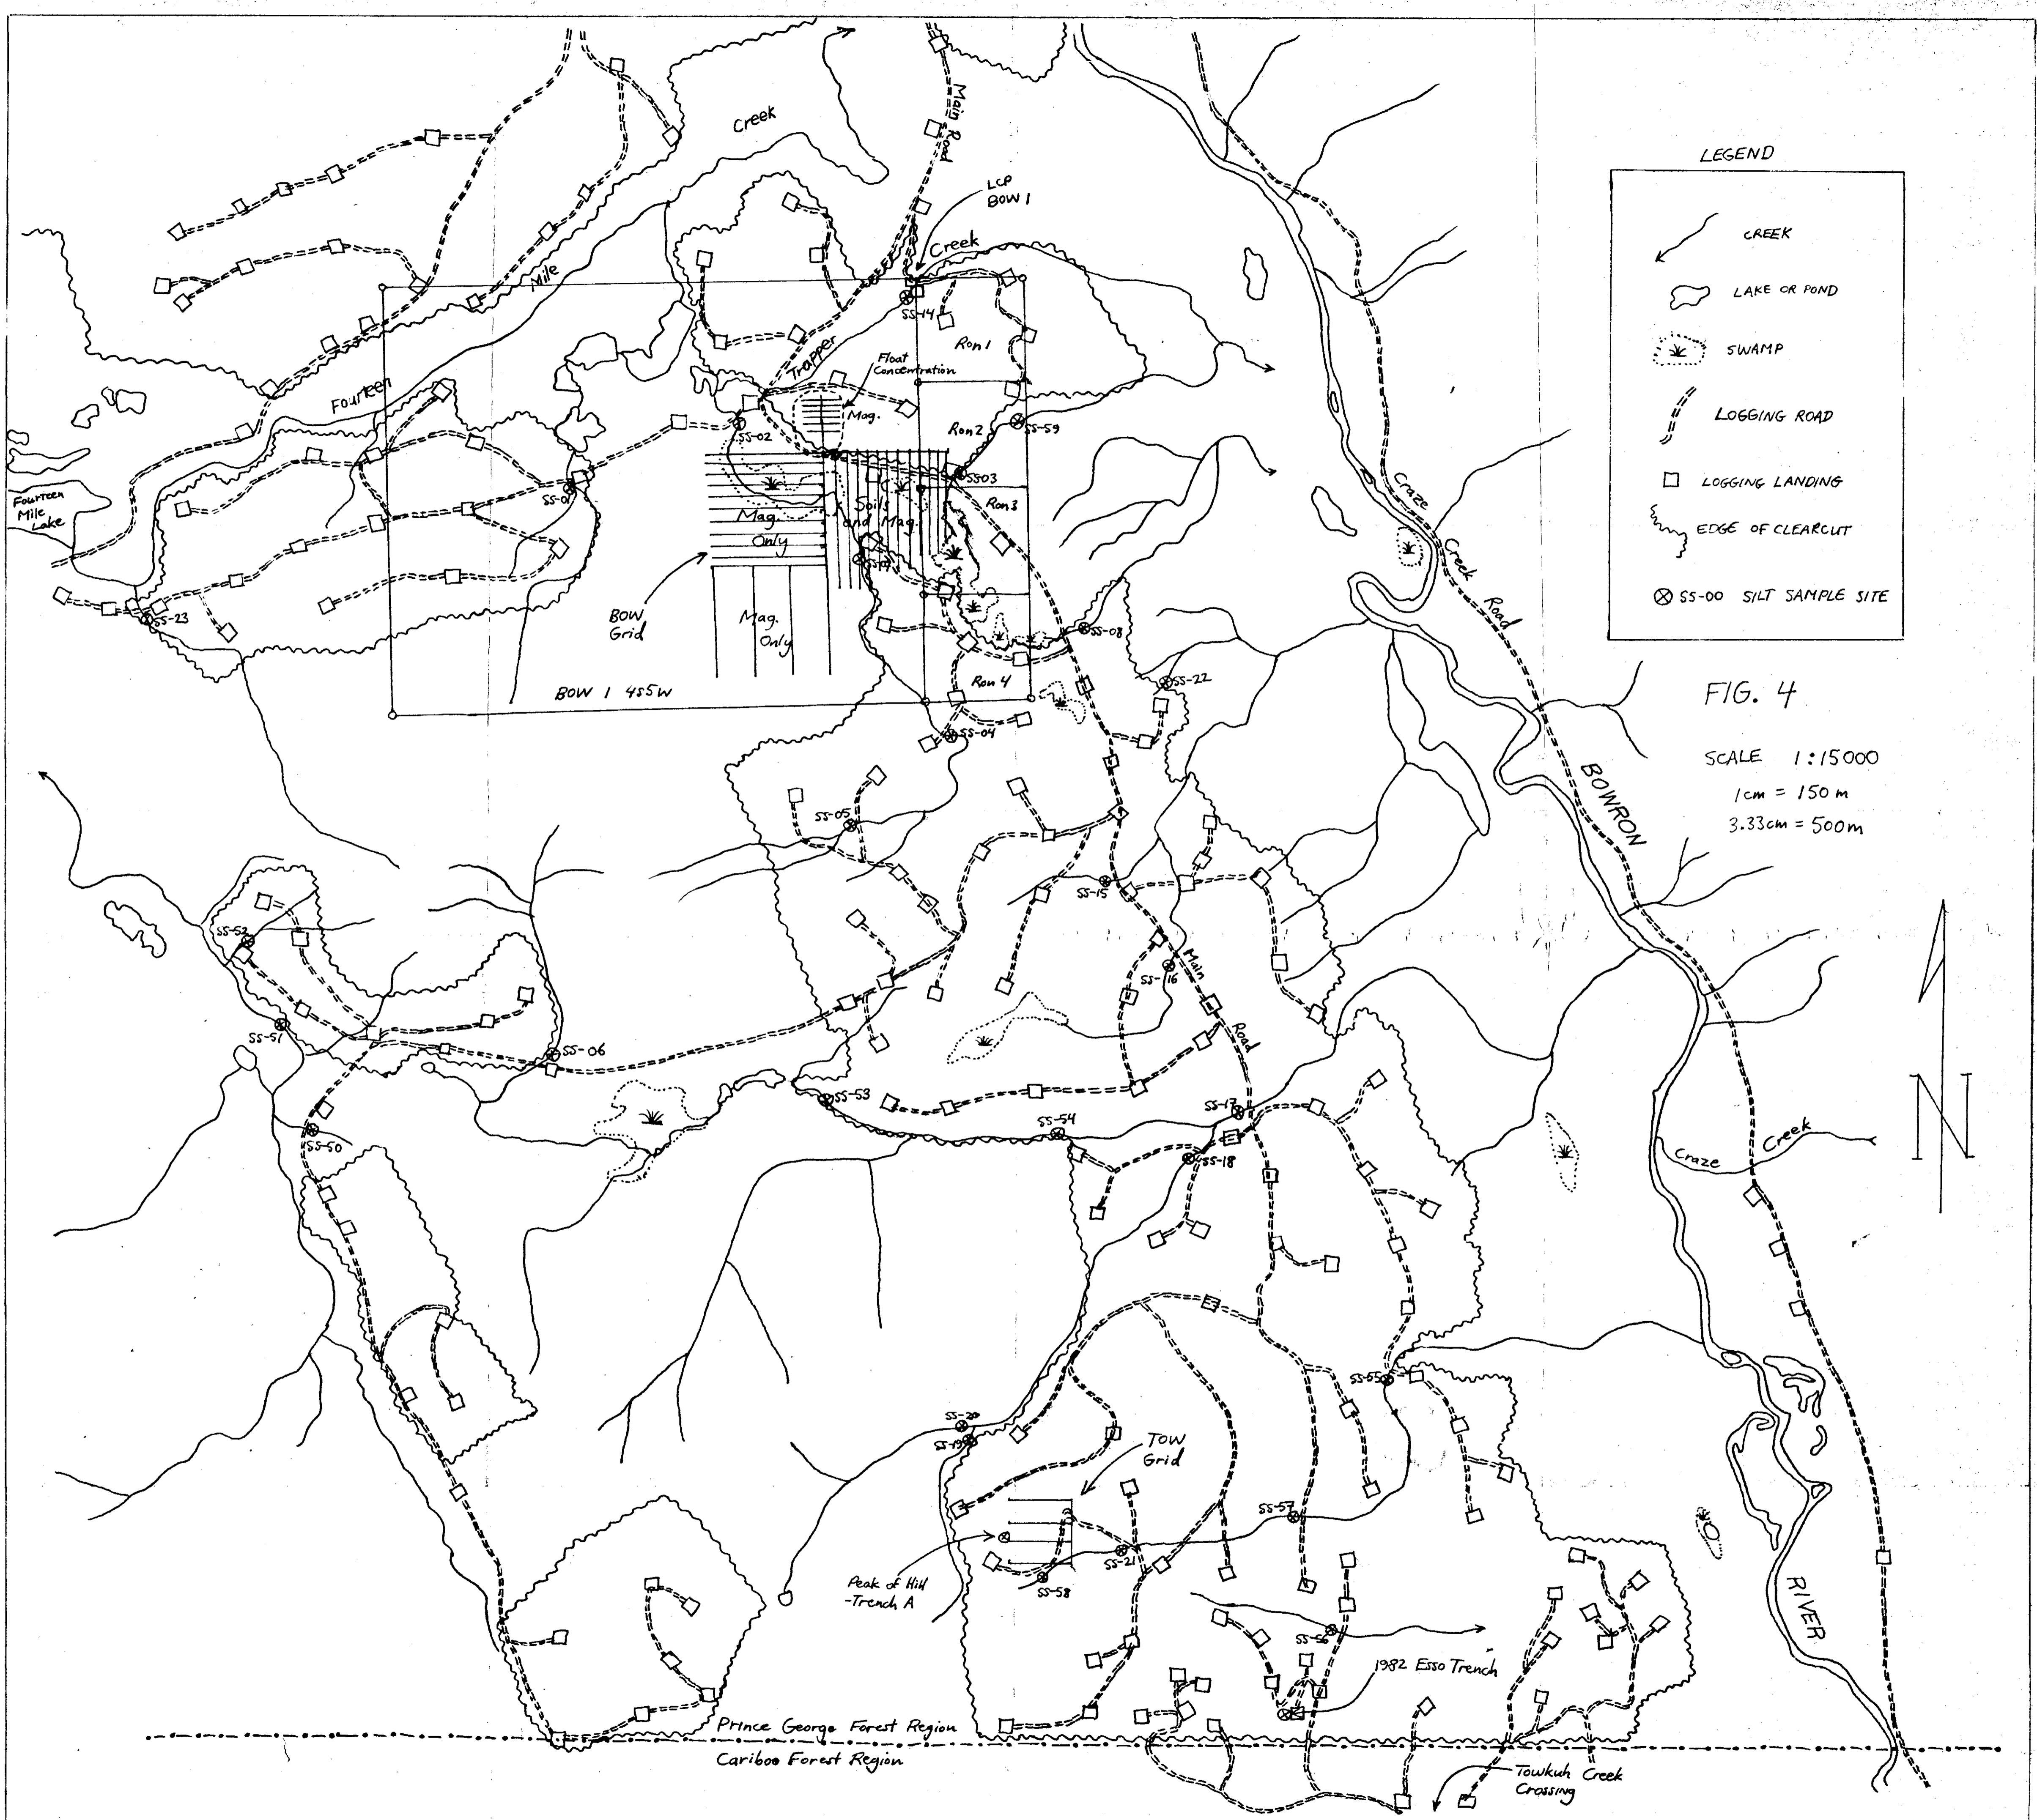 Creek
Main
Road
LCP
BOW 1
Creek
Mile
SS-14
Ron 1
Trapper
Float
Concentration
Fourteen
Mag.
SS-02
Ron 2
SS-59
Fourteen
Mile
Lake
SS-01
SS-03
Mag.
Only
Soils
and Mag.
Ron 3
SS-23
BOW
Grid
Mag.
Only
SS-08
BOW 1 4S5W
Ron 4
SS-22
SS-04
Craze
Creek
Road
LEGEND
CREEK
LAKE OR POND
SWAMP
LOGGING ROAD
LOGGING LANDING
EDGE OF CLEARCUT
SS-00 SILT SAMPLE SITE
FIG. 4
SCALE 1:15000
1cm = 150 m
3.33cm = 500m
BOWRON
SS-05
SS-15
SS-52
Main
SS-16
SS-51
SS-06
Road
SS-53
SS-54
SS-17
SS-50
SS-18
Craze
Creek
N
SS-55
SS-20
SS-19
TOW
Grid
SS-57
SS-21
Peak of Hill
-Trench A
SS-58
SS-56
RIVER
1982 Esso Trench
Prince George Forest Region
Cariboo Forest Region
Towkuh Creek
Crossing